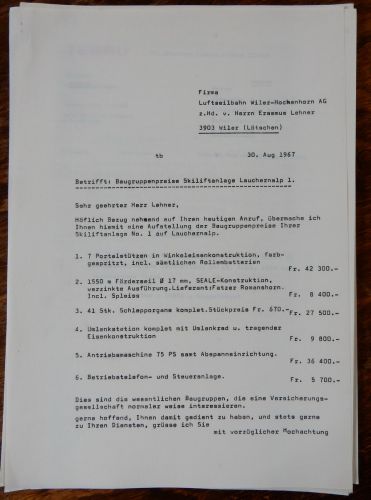 Firma
Luftseilbahn Wiler-Hockenhorn AG
z.Hd. v. Herrn Erasmus Lehner
3903 Wiler (Lötschen)
tb 30. Aug 1967
Betrifft: Baugruppenpreise Skiliftanlage Lauchernalp 1.
Sehr geehrter Herr Lehner,
Höflich Bezug nehmend auf Ihren heutigen Anruf, übermache ich
Ihnen hiemit eine Aufstellung der Baugruppenpreise Ihrer
Skiliftanlage No. 1 auf Lauchernalp.
1. 7 Portalstützen in Winkeleisenkonstruktion, farb-
gespritzt, incl. sämtlichen Rollenbatterien
Fr. 42 300.-
2. 1550 m Förderseil Ø 17 mm, SEALE-Konstruktion,
verzinkte Ausführung.Lieferant:Fatzer Romanshorn.
Incl. Spleiss Fr. 8 400.-
3. 41 Stk. Schleppgehänge komplet.Stückpreis Fr. 670.- Fr. 27 500.-
4. Umlenkstation komplet mit Umlenkrad u. tragender
Eisenkonstruktion Fr. 9 800.-
5. Antriebsmaschine 75 PS samt Abspanneinrichtung.
Fr. 36 400.-
6. Betriebstelefon- und Steueranlage.
Fr. 5 700.-
Dies sind die wesentlichen Baugruppen, die eine Versicherungs-
gesellschaft normaler weise interessieren.
gerne hoffend, Ihnen damit gedient zu haben, und stets gerne
zu Ihren Diensten, grüsse ich Sie
mit vorzüglicher Hochachtung